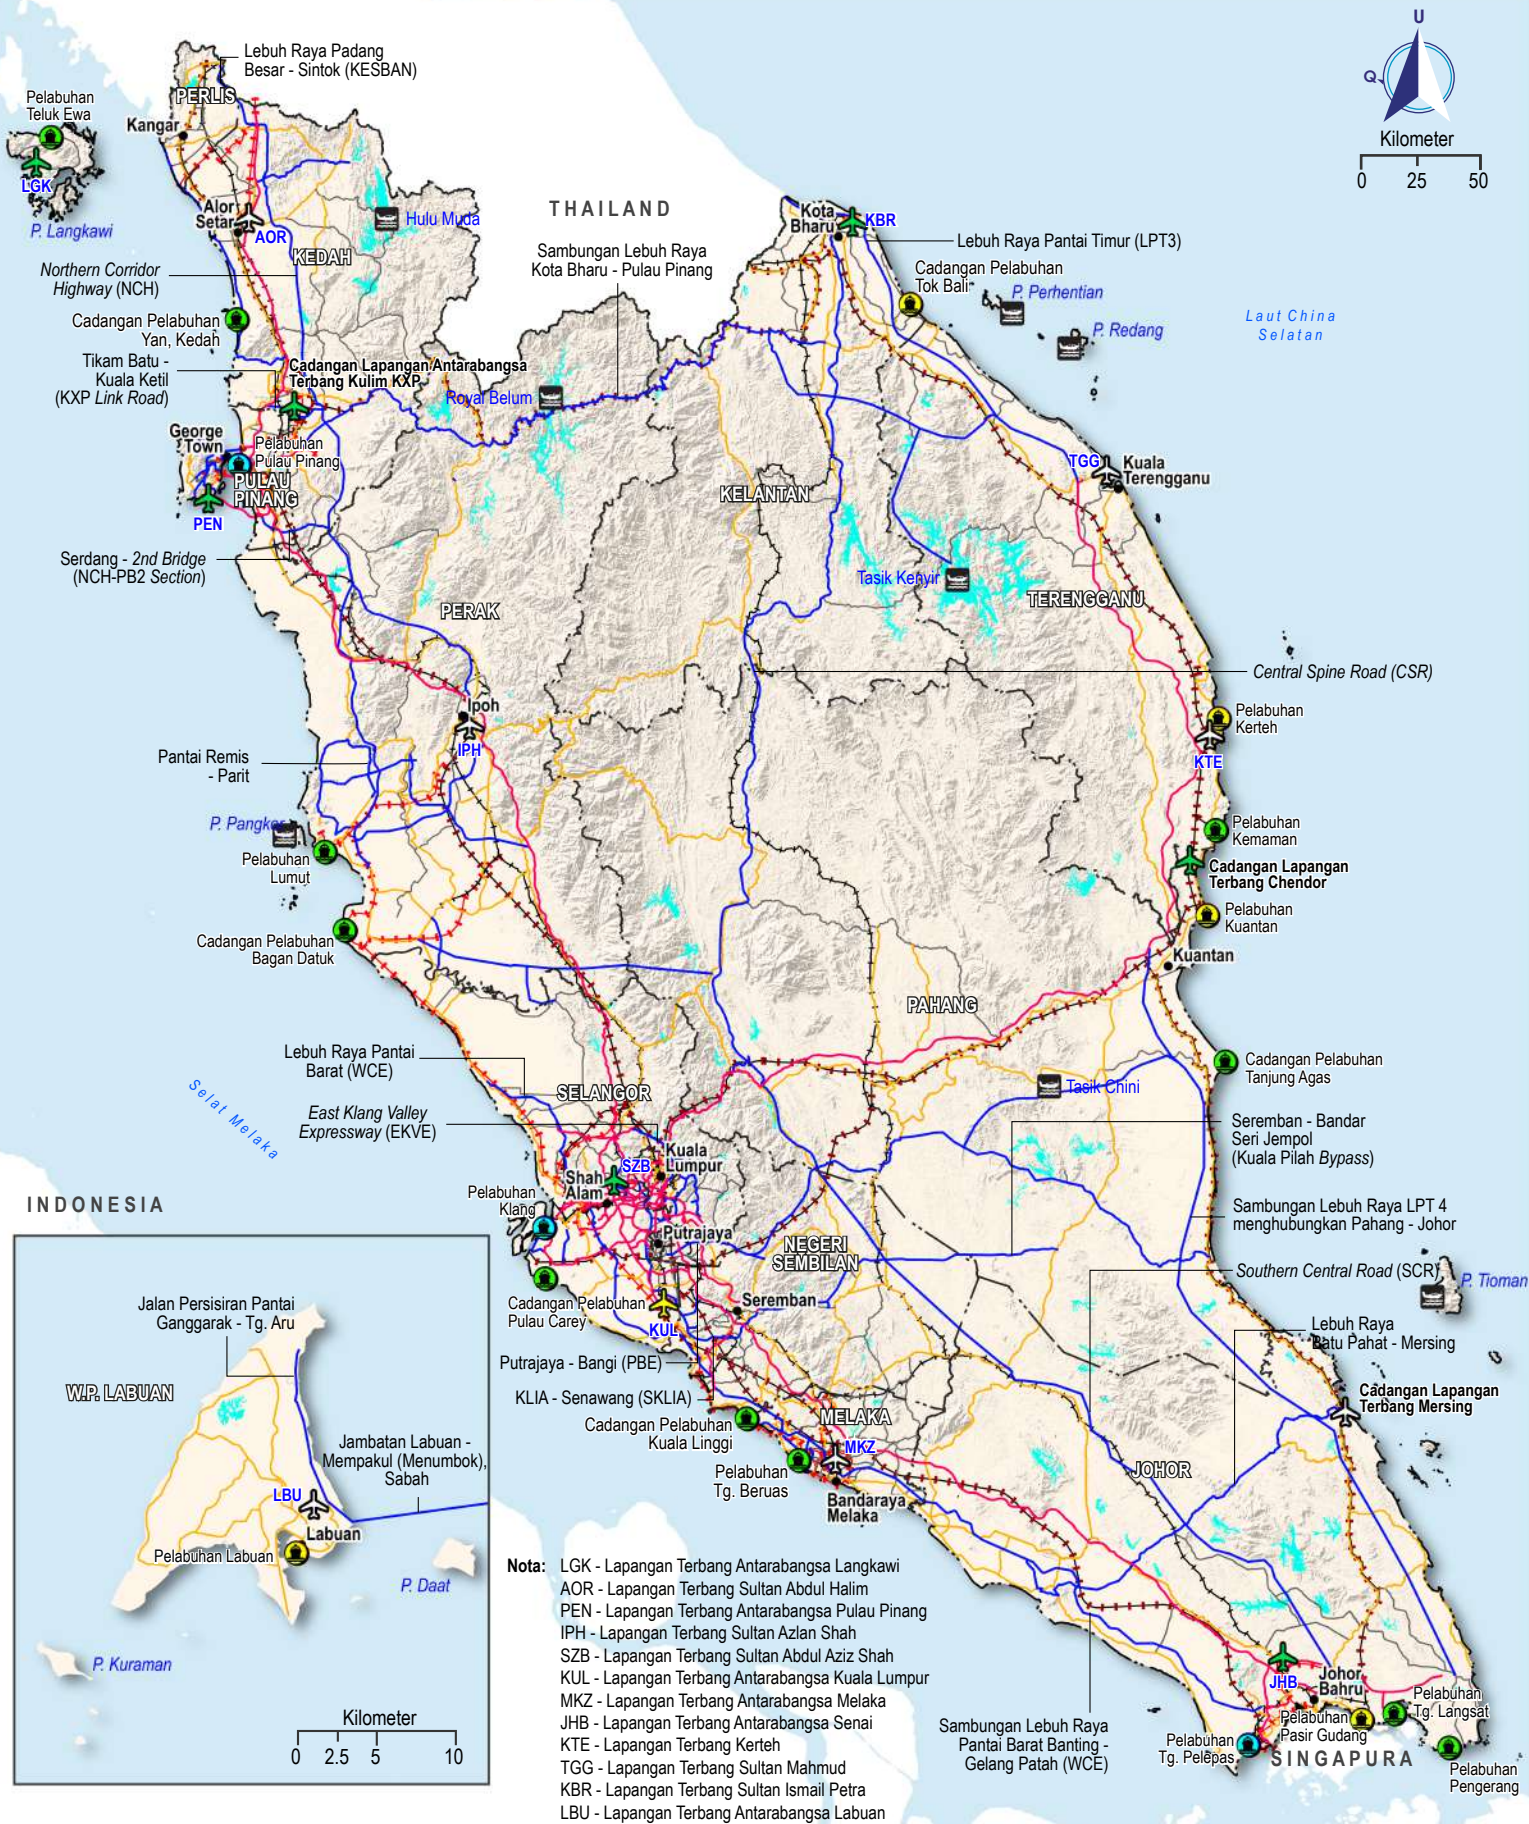 U
Q
Kilometer
0 25 50
Lebuh Raya Padang
Besar - Sintok (KESBAN)
PERLIS
Pelabuhan
Teluk Ewa
Kangar
LGK
P. Langkawi
Alor
Setar
AOR
Hulu Muda
KEDAH
THAILAND
Kota
Bharu
KBR
Lebuh Raya Pantai Timur (LPT3)
Sambungan Lebuh Raya
Kota Bharu - Pulau Pinang
Northern Corridor
Highway (NCH)
Cadangan Pelabuhan
Tok Bali
P. Perhentian
P. Redang
Laut China
Selatan
Cadangan Pelabuhan
Yan, Kedah
Tikam Batu -
Kuala Ketil
(KXP Link Road)
Cadangan Lapangan Antarabangsa
Terbang Kulim KXP
Royal Belum
George
Town
Pelabuhan
Pulau Pinang
PULAU
PINANG
PEN
KELANTAN
TGG
Kuala
Terengganu
Serdang - 2nd Bridge
(NCH-PB2 Section)
Tasik Kenyir
TERENGGANU
PERAK
Central Spine Road (CSR)
Ipoh
IPH
Pelabuhan
Kerteh
KTE
Pantai Remis
- Parit
P. Pangkor
Pelabuhan
Lumut
Pelabuhan
Kemaman
Cadangan Lapangan
Terbang Chendor
Pelabuhan
Kuantan
Cadangan Pelabuhan
Bagan Datuk
Kuantan
PAHANG
Lebuh Raya Pantai
Barat (WCE)
Cadangan Pelabuhan
Tanjung Agas
Tasik Chini
SELANGOR
Selat Melaka
East Klang Valley
Expressway (EKVE)
Seremban - Bandar
Seri Jempol
(Kuala Pilah Bypass)
Kuala
Lumpur
SZB
Shah
Alam
Pelabuhan
Klang
INDONESIA
Sambungan Lebuh Raya LPT 4
menghubungkan Pahang - Johor
Putrajaya
NEGERI
SEMBILAN
Southern Central Road (SCR)
P. Tioman
Cadangan Pelabuhan
Pulau Carey
KUL
Seremban
Jalan Persisiran Pantai
Ganggarak - Tg. Aru
Lebuh Raya
Batu Pahat - Mersing
Putrajaya - Bangi (PBE)
KLIA - Senawang (SKLIA)
W.P. LABUAN
Cadangan Lapangan
Terbang Mersing
Cadangan Pelabuhan
Kuala Linggi
MELAKA
MKZ
Jambatan Labuan -
Mempakul (Menumbok),
Sabah
Pelabuhan
Tg. Beruas
JOHOR
LBU
Bandaraya
Melaka
Labuan
Pelabuhan Labuan
P. Daat
P. Kuraman
Kilometer
0 2.5 5 10
Nota: LGK - Lapangan Terbang Antarabangsa Langkawi
AOR - Lapangan Terbang Sultan Abdul Halim
PEN - Lapangan Terbang Antarabangsa Pulau Pinang
IPH - Lapangan Terbang Sultan Azlan Shah
SZB - Lapangan Terbang Sultan Abdul Aziz Shah
KUL - Lapangan Terbang Antarabangsa Kuala Lumpur
MKZ - Lapangan Terbang Antarabangsa Melaka
JHB - Lapangan Terbang Antarabangsa Senai
KTE - Lapangan Terbang Kerteh
TGG - Lapangan Terbang Sultan Mahmud
KBR - Lapangan Terbang Sultan Ismail Petra
LBU - Lapangan Terbang Antarabangsa Labuan
Sambungan Lebuh Raya
Pantai Barat Banting -
Gelang Patah (WCE)
JHB
Johor
Bahru
Pelabuhan
Tg. Pelepas
Pelabuhan
Pasir Gudang
Pelabuhan
Tg. Langsat
SINGAPURA
Pelabuhan
Pengerang